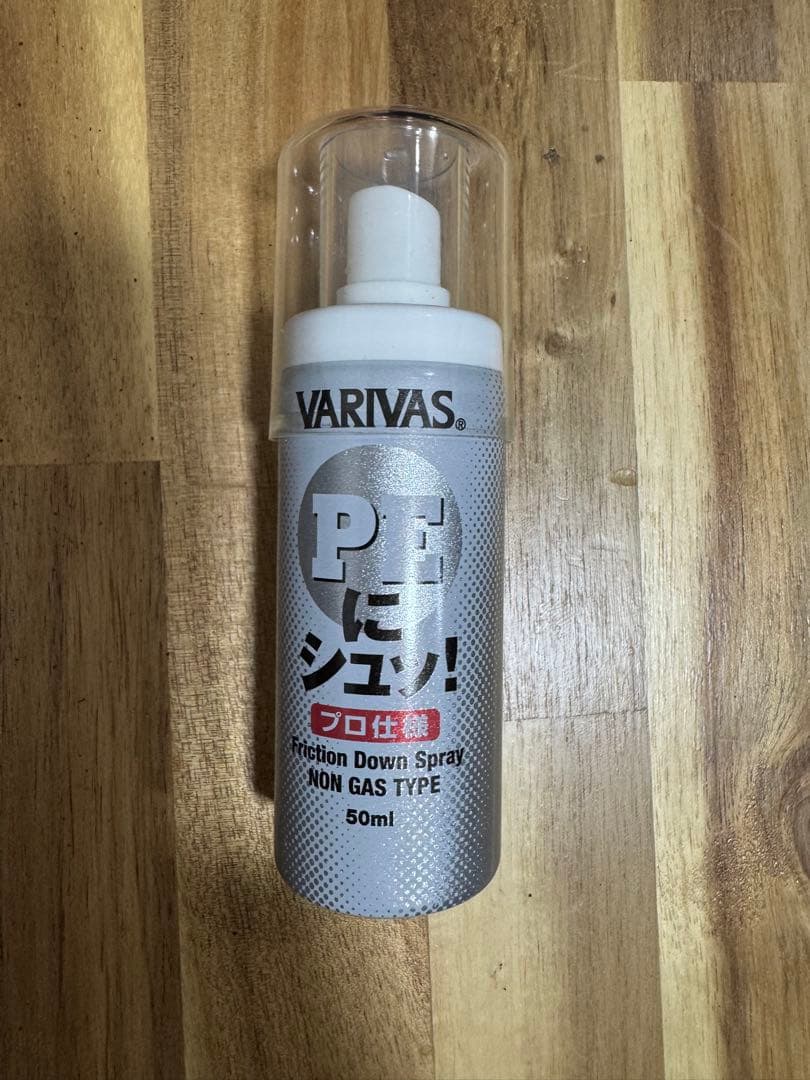 VARIVAS®
PE
に
シュッ!
プロ仕様
Friction Down Spray
NON GAS TYPE
50ml